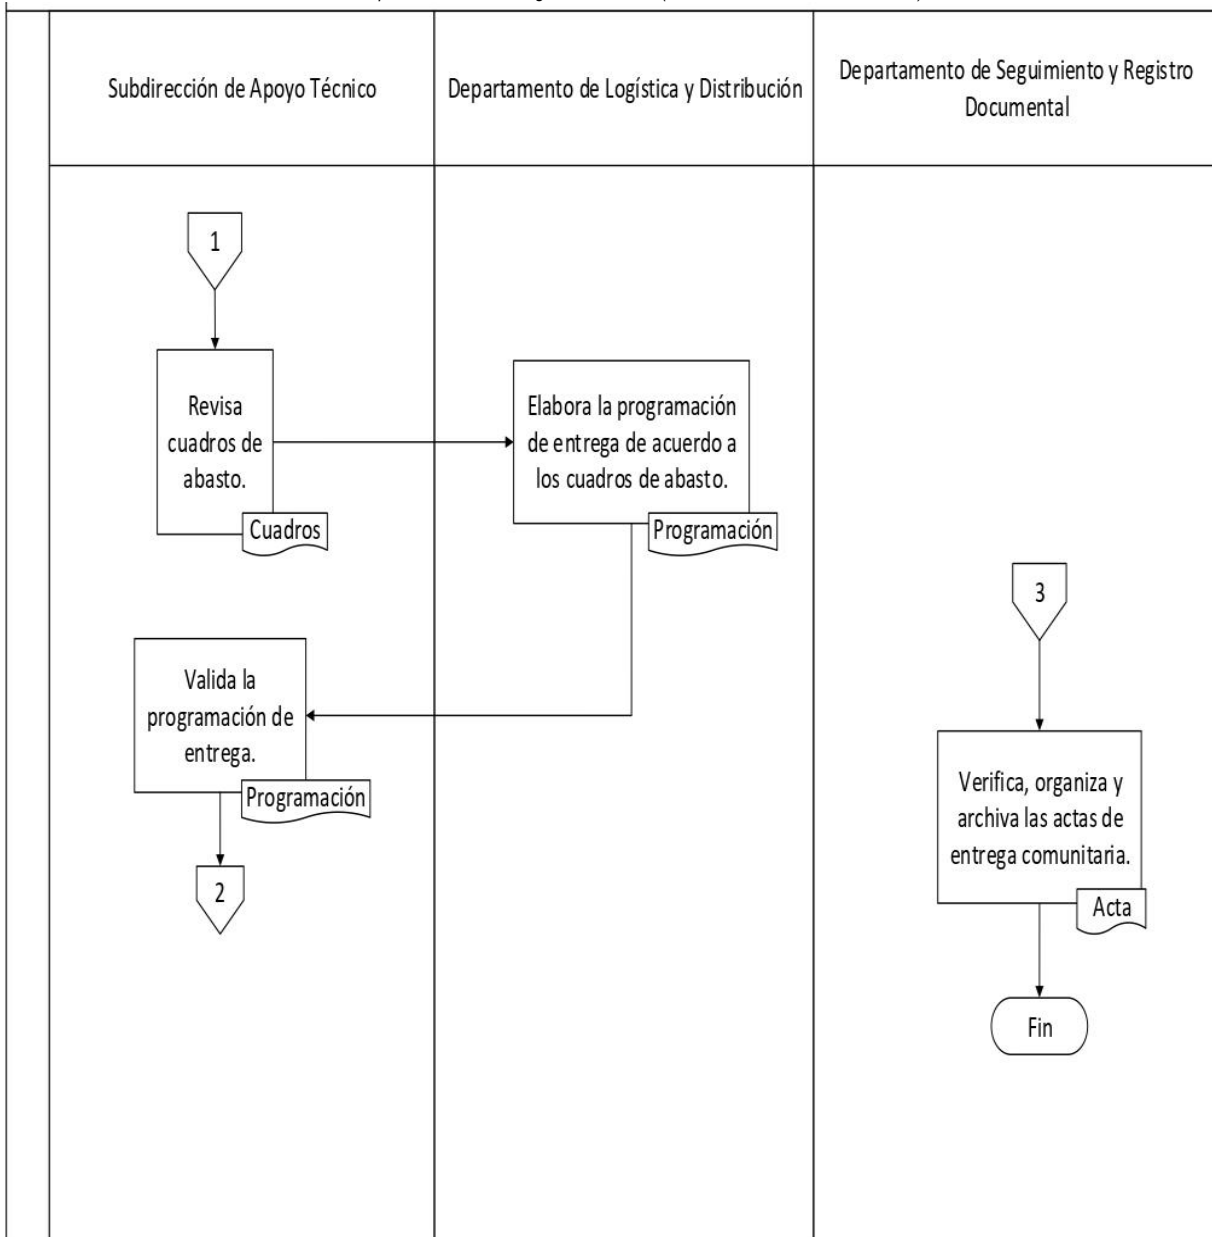 Subdirección de Apoyo Técnico
Departamento de Logística y Distribución
Departamento de Seguimiento y Registro
Documental
1
Revisa
cuadros de
abasto.
Cuadros
Elabora la programación
de entrega de acuerdo a
los cuadros de abasto.
Programación
Valida la
programación de
entrega.
Programación
2
3
Verifica, organiza y
archiva las actas de
entrega comunitaria.
Acta
Fin